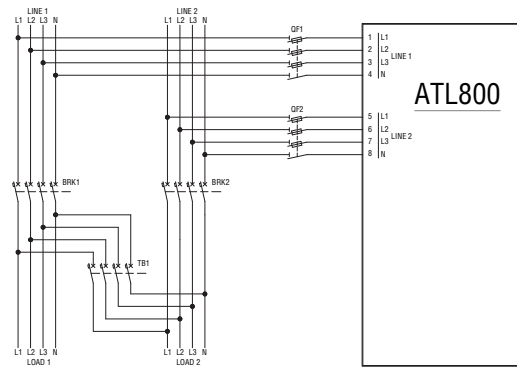 LINE 1 LINE 2
L1 L2 L3 N L1 L2 L3 N
QF1
1 L1
2 L2
LINE 1
3 L3
4 N
ATL800
QF2
5 L1
6 L2
LINE 2
7 L3
8 N
BRK1 BRK2
TB1
L1 L2 L3 N L1 L2 L3 N
LOAD 1 LOAD 2